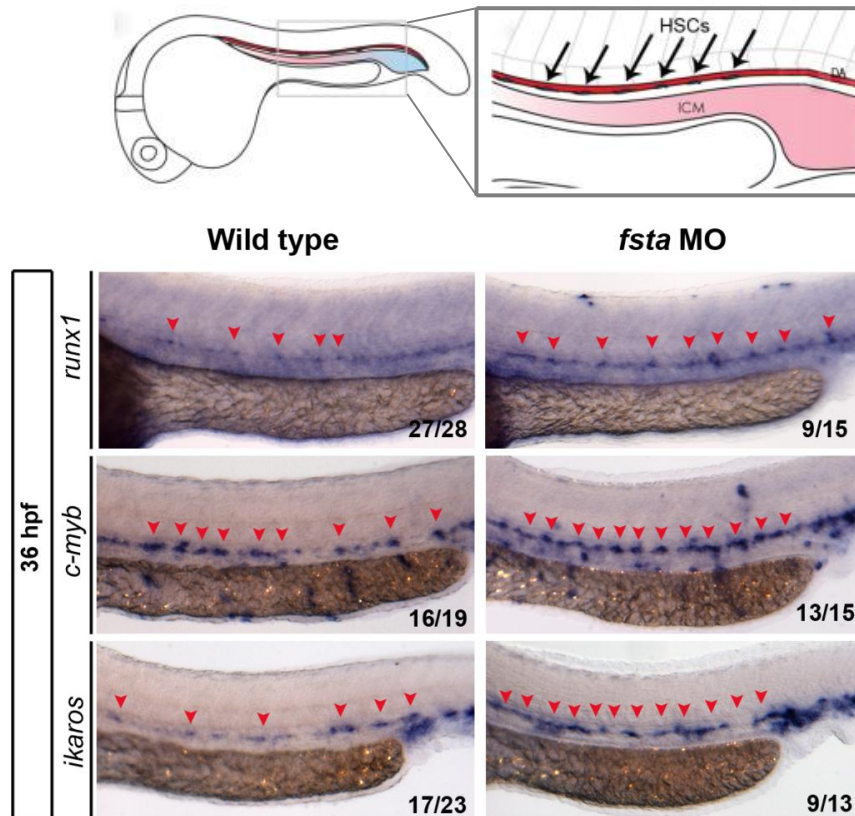 HSCs
DA
ICM
Wild type
fsta MO
36 hpf
runx1
27/28
9/15
c-myb
16/19
13/15
ikaros
17/23
9/13